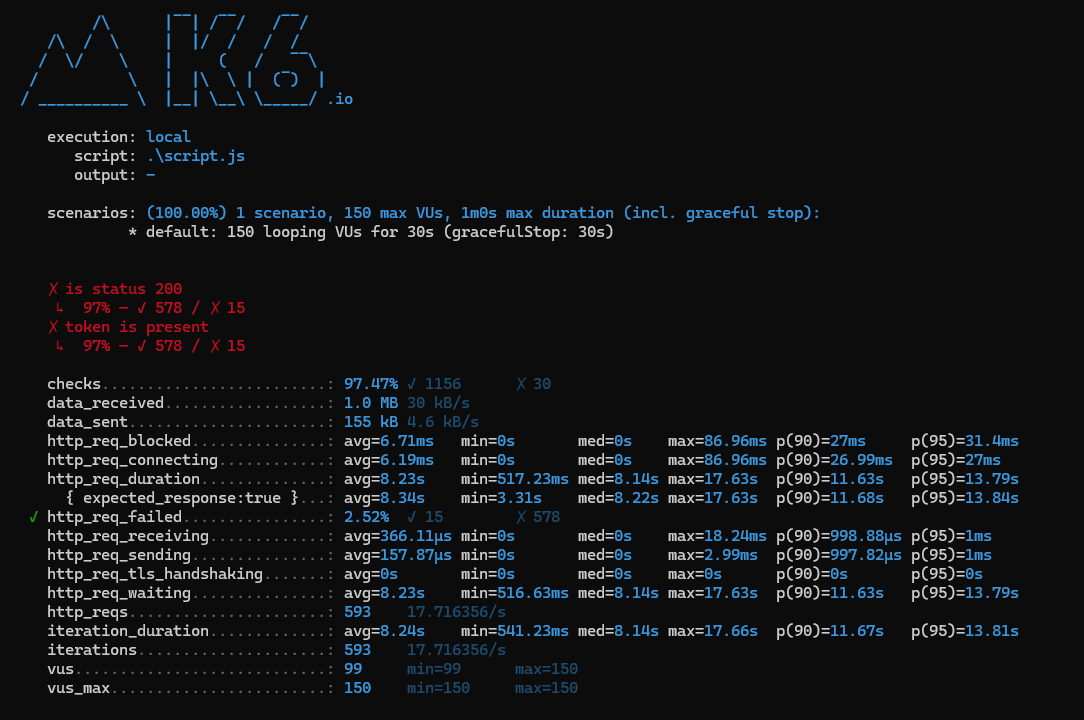 .io
execution: local
script: .\script.js
output: -
scenarios: (100.00%) 1 scenario, 150 max VUs, 1m0s max duration (incl. graceful stop):
* default: 150 looping VUs for 30s (gracefulStop: 30s)
✗ is status 200
↳ 97% — ✓ 578 / ✗ 15
✗ token is present
↳ 97% — ✓ 578 / ✗ 15
checks.........................: 97.47% ✓ 1156 ✗ 30
data_received..................: 1.0 MB 30 kB/s
data_sent......................: 155 kB 4.6 kB/s
http_req_blocked...............: avg=6.71ms min=0s med=0s max=86.96ms p(90)=27ms p(95)=31.4ms
http_req_connecting............: avg=6.19ms min=0s med=0s max=86.96ms p(90)=26.99ms p(95)=27ms
http_req_duration..............: avg=8.23s min=517.23ms med=8.14s max=17.63s p(90)=11.63s p(95)=13.79s
{ expected_response:true }...: avg=8.34s min=3.31s med=8.22s max=17.63s p(90)=11.68s p(95)=13.84s
✓ http_req_failed................: 2.52% ✓ 15 ✗ 578
http_req_receiving.............: avg=366.11µs min=0s med=0s max=18.24ms p(90)=998.88µs p(95)=1ms
http_req_sending...............: avg=157.87µs min=0s med=0s max=2.99ms p(90)=997.82µs p(95)=1ms
http_req_tls_handshaking.......: avg=0s min=0s med=0s max=0s p(90)=0s p(95)=0s
http_req_waiting...............: avg=8.23s min=516.63ms med=8.14s max=17.63s p(90)=11.63s p(95)=13.79s
http_reqs......................: 593 17.716356/s
iteration_duration.............: avg=8.24s min=541.23ms med=8.14s max=17.66s p(90)=11.67s p(95)=13.81s
iterations.....................: 593 17.716356/s
vus............................: 99 min=99 max=150
vus_max........................: 150 min=150 max=150